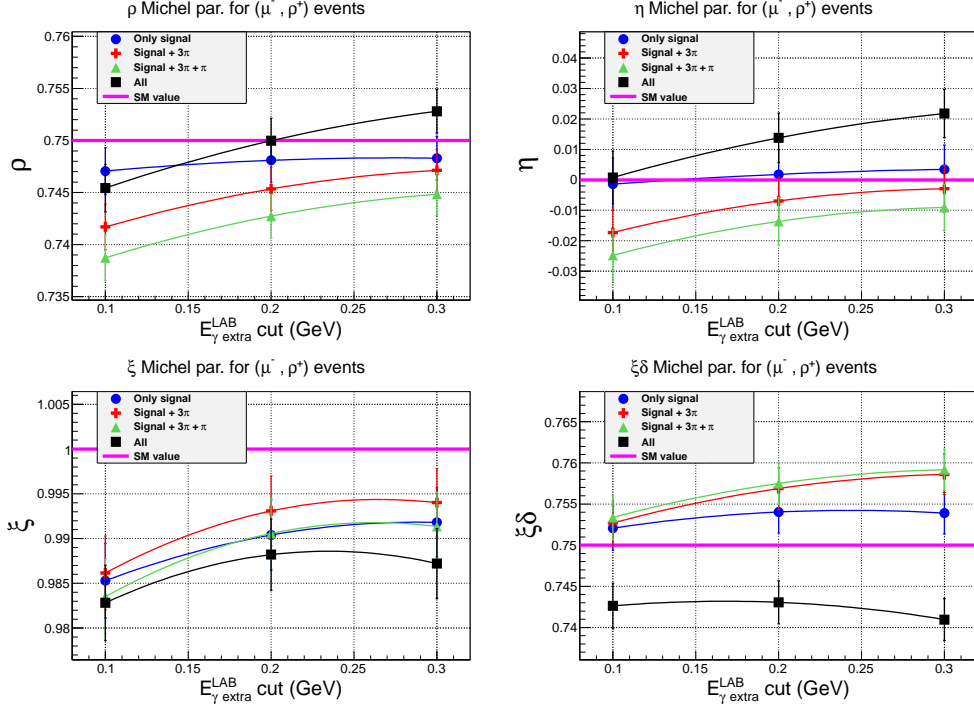 ρ Michel par. for (μ⁻ , ρ⁺) events
0.76
0.755
0.75
0.745
0.74
0.735
ρ
Only signal
Signal + 3π
Signal + 3π + π
All
SM value
0.1 0.15 0.2 0.25 0.3
E^LAB_γ extra cut (GeV)
η Michel par. for (μ⁻ , ρ⁺) events
0.04
0.03
0.02
0.01
0
-0.01
-0.02
-0.03
η
Only signal
Signal + 3π
Signal + 3π + π
All
SM value
0.1 0.15 0.2 0.25 0.3
E^LAB_γ extra cut (GeV)
ξ Michel par. for (μ⁻ , ρ⁺) events
1.005
1
0.995
0.99
0.985
0.98
ξ
Only signal
Signal + 3π
Signal + 3π + π
All
SM value
0.1 0.15 0.2 0.25 0.3
E^LAB_γ extra cut (GeV)
ξδ Michel par. for (μ⁻ , ρ⁺) events
0.765
0.76
0.755
0.75
0.745
0.74
ξδ
Only signal
Signal + 3π
Signal + 3π + π
All
SM value
0.1 0.15 0.2 0.25 0.3
E^LAB_γ extra cut (GeV)